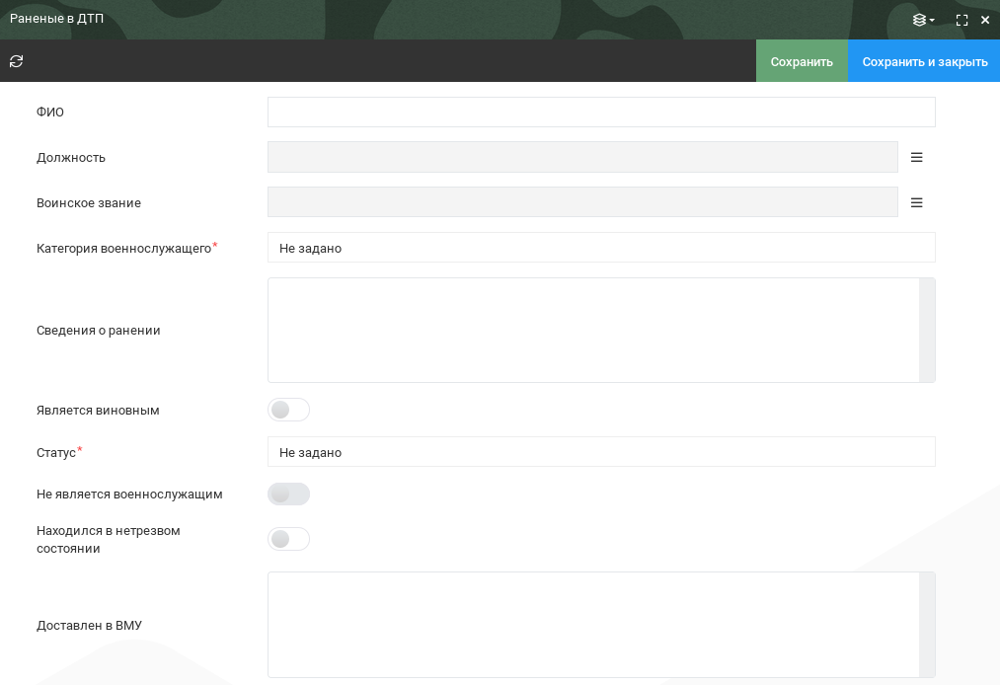 Раненые в ДТП
Сохранить
Сохранить и закрыть
ФИО
Должность
Воинское звание
Категория военнослужащего*
Не задано
Сведения о ранении
Является виновным
Статус*
Не задано
Не является военнослужащим
Находился в нетрезвом
состоянии
Доставлен в ВМУ